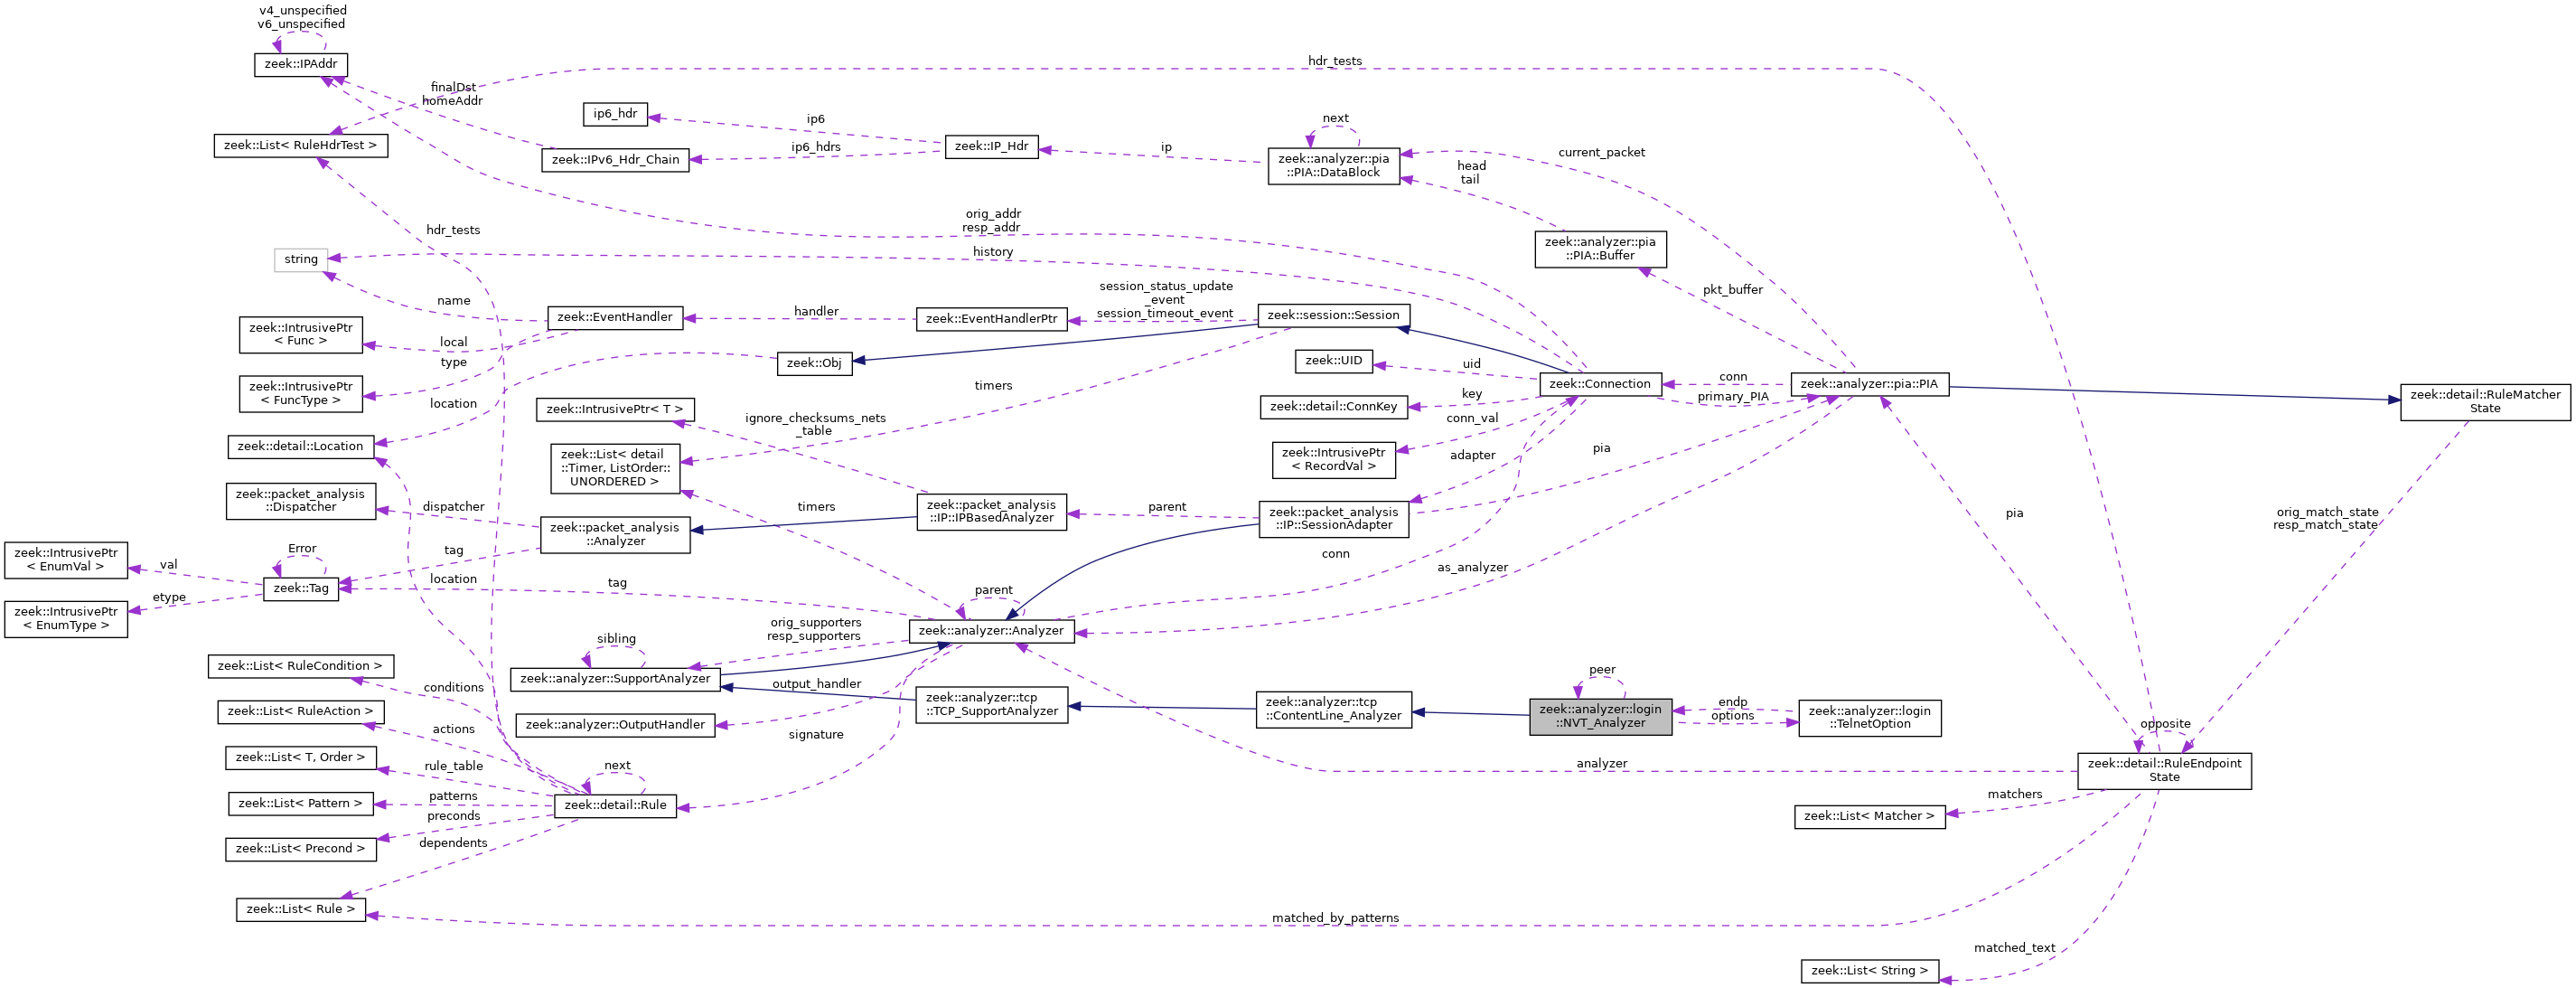 v4_unspecified
v6_unspecified
zeek::IPAddr
hdr_tests
finalDst
homeAddr
ip6_hdr
ip6
next
zeek::List< RuleHdrTest >
zeek::IPv6_Hdr_Chain
ip6_hdrs
zeek::IP_Hdr
ip
zeek::analyzer::pia
::PIA::DataBlock
current_packet
head
tail
hdr_tests
orig_addr
resp_addr
string
history
zeek::analyzer::pia
::PIA::Buffer
pkt_buffer
name
zeek::EventHandler
handler
zeek::EventHandlerPtr
session_status_update
_event
session_timeout_event
zeek::session::Session
zeek::IntrusivePtr
< Func >
local
type
zeek::Obj
zeek::UID
uid
zeek::IntrusivePtr
< FuncType >
location
timers
zeek::detail::ConnKey
key
zeek::Connection
conn
primary_PIA
zeek::analyzer::pia::PIA
zeek::detail::RuleMatcher
State
zeek::IntrusivePtr< T >
ignore_checksums_nets
_table
conn_val
zeek::detail::Location
zeek::List< detail
::Timer, ListOrder::
UNORDERED >
zeek::IntrusivePtr
< RecordVal >
adapter
pia
zeek::packet_analysis
::Dispatcher
dispatcher
timers
zeek::packet_analysis
::IP::IPBasedAnalyzer
parent
zeek::packet_analysis
::IP::SessionAdapter
pia
orig_match_state
resp_match_state
zeek::packet_analysis
::Analyzer
zeek::IntrusivePtr
< EnumVal >
val
Error
tag
conn
as_analyzer
zeek::Tag
location
tag
parent
zeek::IntrusivePtr
< EnumType >
etype
sibling
orig_supporters
resp_supporters
zeek::analyzer::Analyzer
zeek::List< RuleCondition >
conditions
zeek::analyzer::SupportAnalyzer
output_handler
zeek::analyzer::tcp
::TCP_SupportAnalyzer
zeek::analyzer::tcp
::ContentLine_Analyzer
peer
zeek::analyzer::login
::NVT_Analyzer
endp
options
zeek::analyzer::login
::TelnetOption
zeek::List< RuleAction >
actions
zeek::analyzer::OutputHandler
signature
opposite
zeek::List< T, Order >
rule_table
next
analyzer
zeek::detail::RuleEndpoint
State
zeek::List< Pattern >
patterns
zeek::detail::Rule
matchers
zeek::List< Matcher >
preconds
zeek::List< Precond >
dependents
zeek::List< Rule >
matched_by_patterns
matched_text
zeek::List< String >